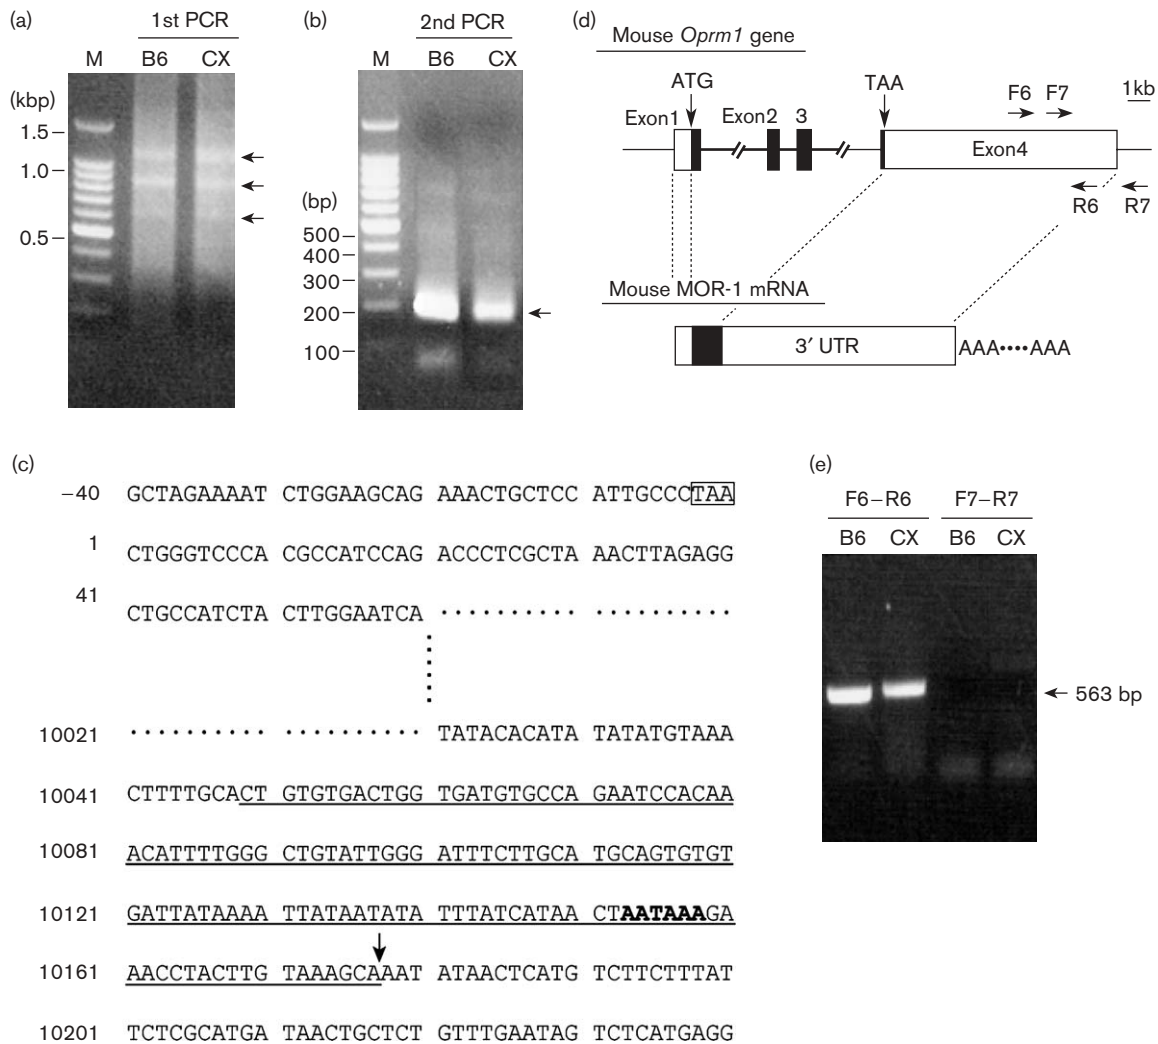 (a)
1st PCR
M B6 CX
(kbp)
1.5
1.0
0.5
(b)
2nd PCR
M B6 CX
(bp)
500
400
300
200
100
(d)
Mouse Oprm1 gene
ATG TAA F6 F7 1kb
Exon1 Exon2 3
Exon4
R6 R7
Mouse MOR-1 mRNA
3′ UTR AAA····AAA
(c)
−40 GCTAGAAAAT CTGGAAGCAG AAACTGCTCC ATTGCCCTAA
1 CTGGGTCCCA CGCCATCCAG ACCCTCGCTA AACTTAGAGG
41 CTGCCATCTA CTTGGAATCA ·········· ··········
10021 ·········· ·········· TATACACATA TATATGTAAA
10041 CTTTTGCACT GTGTGACTGG TGATGTGCCA GAATCCACAA
10081 ACATTTTGGG CTGTATTGGG ATTTCTTGCA TGCAGTGTGT
10121 GATTATAAAA TTATAATATA TTTATCATAA CTAATAAAGA
10161 AACCTACTTG TAAAGCAAAT ATAACTCATG TCTTCTTTAT
10201 TCTCGCATGA TAACTGCTCT GTTTGAATAG TCTCATGAGG
(e)
F6–R6 F7–R7
B6 CX B6 CX
563 bp